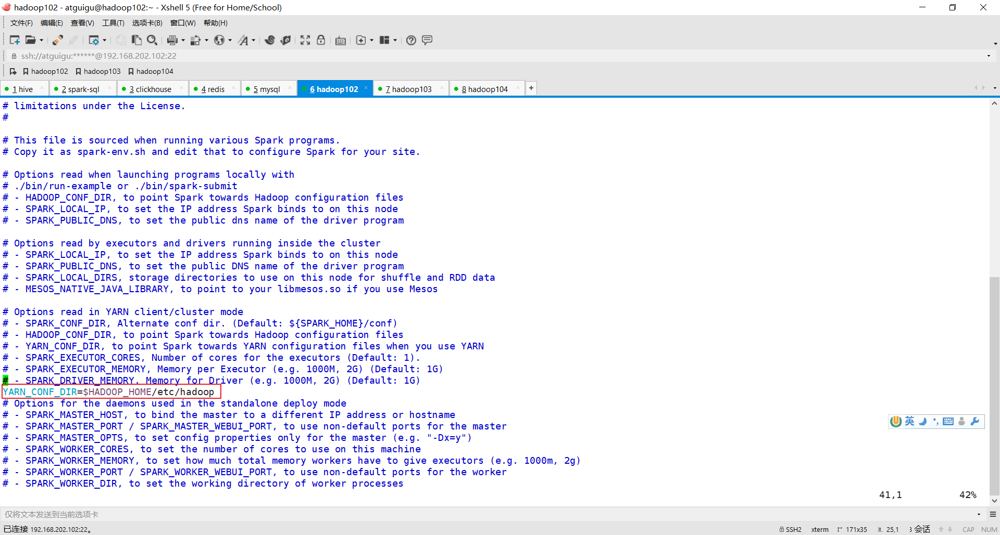 hadoop102 - atguigu@hadoop102:~ - Xshell 5 (Free for Home/School)
文件(F) 编辑(E) 查看(V) 工具(T) 选项卡(B) 窗口(W) 帮助(H)
ssh://atguigu:******@192.168.202.102:22
hadoop102 hadoop103 hadoop104
1 hive 2 spark-sql 3 clickhouse 4 redis 5 mysql 6 hadoop102 7 hadoop103 8 hadoop104 +
# limitations under the License.
#
# This file is sourced when running various Spark programs.
# Copy it as spark-env.sh and edit that to configure Spark for your site.
# Options read when launching programs locally with
# ./bin/run-example or ./bin/spark-submit
# - HADOOP_CONF_DIR, to point Spark towards Hadoop configuration files
# - SPARK_LOCAL_IP, to set the IP address Spark binds to on this node
# - SPARK_PUBLIC_DNS, to set the public dns name of the driver program
# Options read by executors and drivers running inside the cluster
# - SPARK_LOCAL_IP, to set the IP address Spark binds to on this node
# - SPARK_PUBLIC_DNS, to set the public DNS name of the driver program
# - SPARK_LOCAL_DIRS, storage directories to use on this node for shuffle and RDD data
# - MESOS_NATIVE_JAVA_LIBRARY, to point to your libmesos.so if you use Mesos
# Options read in YARN client/cluster mode
# - SPARK_CONF_DIR, Alternate conf dir. (Default: ${SPARK_HOME}/conf)
# - HADOOP_CONF_DIR, to point Spark towards Hadoop configuration files
# - YARN_CONF_DIR, to point Spark towards YARN configuration files when you use YARN
# - SPARK_EXECUTOR_CORES, Number of cores for the executors (Default: 1).
# - SPARK_EXECUTOR_MEMORY, Memory per Executor (e.g. 1000M, 2G) (Default: 1G)
# - SPARK_DRIVER_MEMORY, Memory for Driver (e.g. 1000M, 2G) (Default: 1G)
YARN_CONF_DIR=$HADOOP_HOME/etc/hadoop
# Options for the daemons used in the standalone deploy mode
# - SPARK_MASTER_HOST, to bind the master to a different IP address or hostname
# - SPARK_MASTER_PORT / SPARK_MASTER_WEBUI_PORT, to use non-default ports for the master
# - SPARK_MASTER_OPTS, to set config properties only for the master (e.g. "-Dx=y")
# - SPARK_WORKER_CORES, to set the number of cores to use on this machine
# - SPARK_WORKER_MEMORY, to set how much total memory workers have to give executors (e.g. 1000m, 2g)
# - SPARK_WORKER_PORT / SPARK_WORKER_WEBUI_PORT, to use non-default ports for the worker
# - SPARK_WORKER_DIR, to set the working directory of worker processes
英
41,1 42%
仅将文本发送到当前选项卡
已连接 192.168.202.102:22。 SSH2 xterm 171x35 25,1 3 会话 CAP NUM